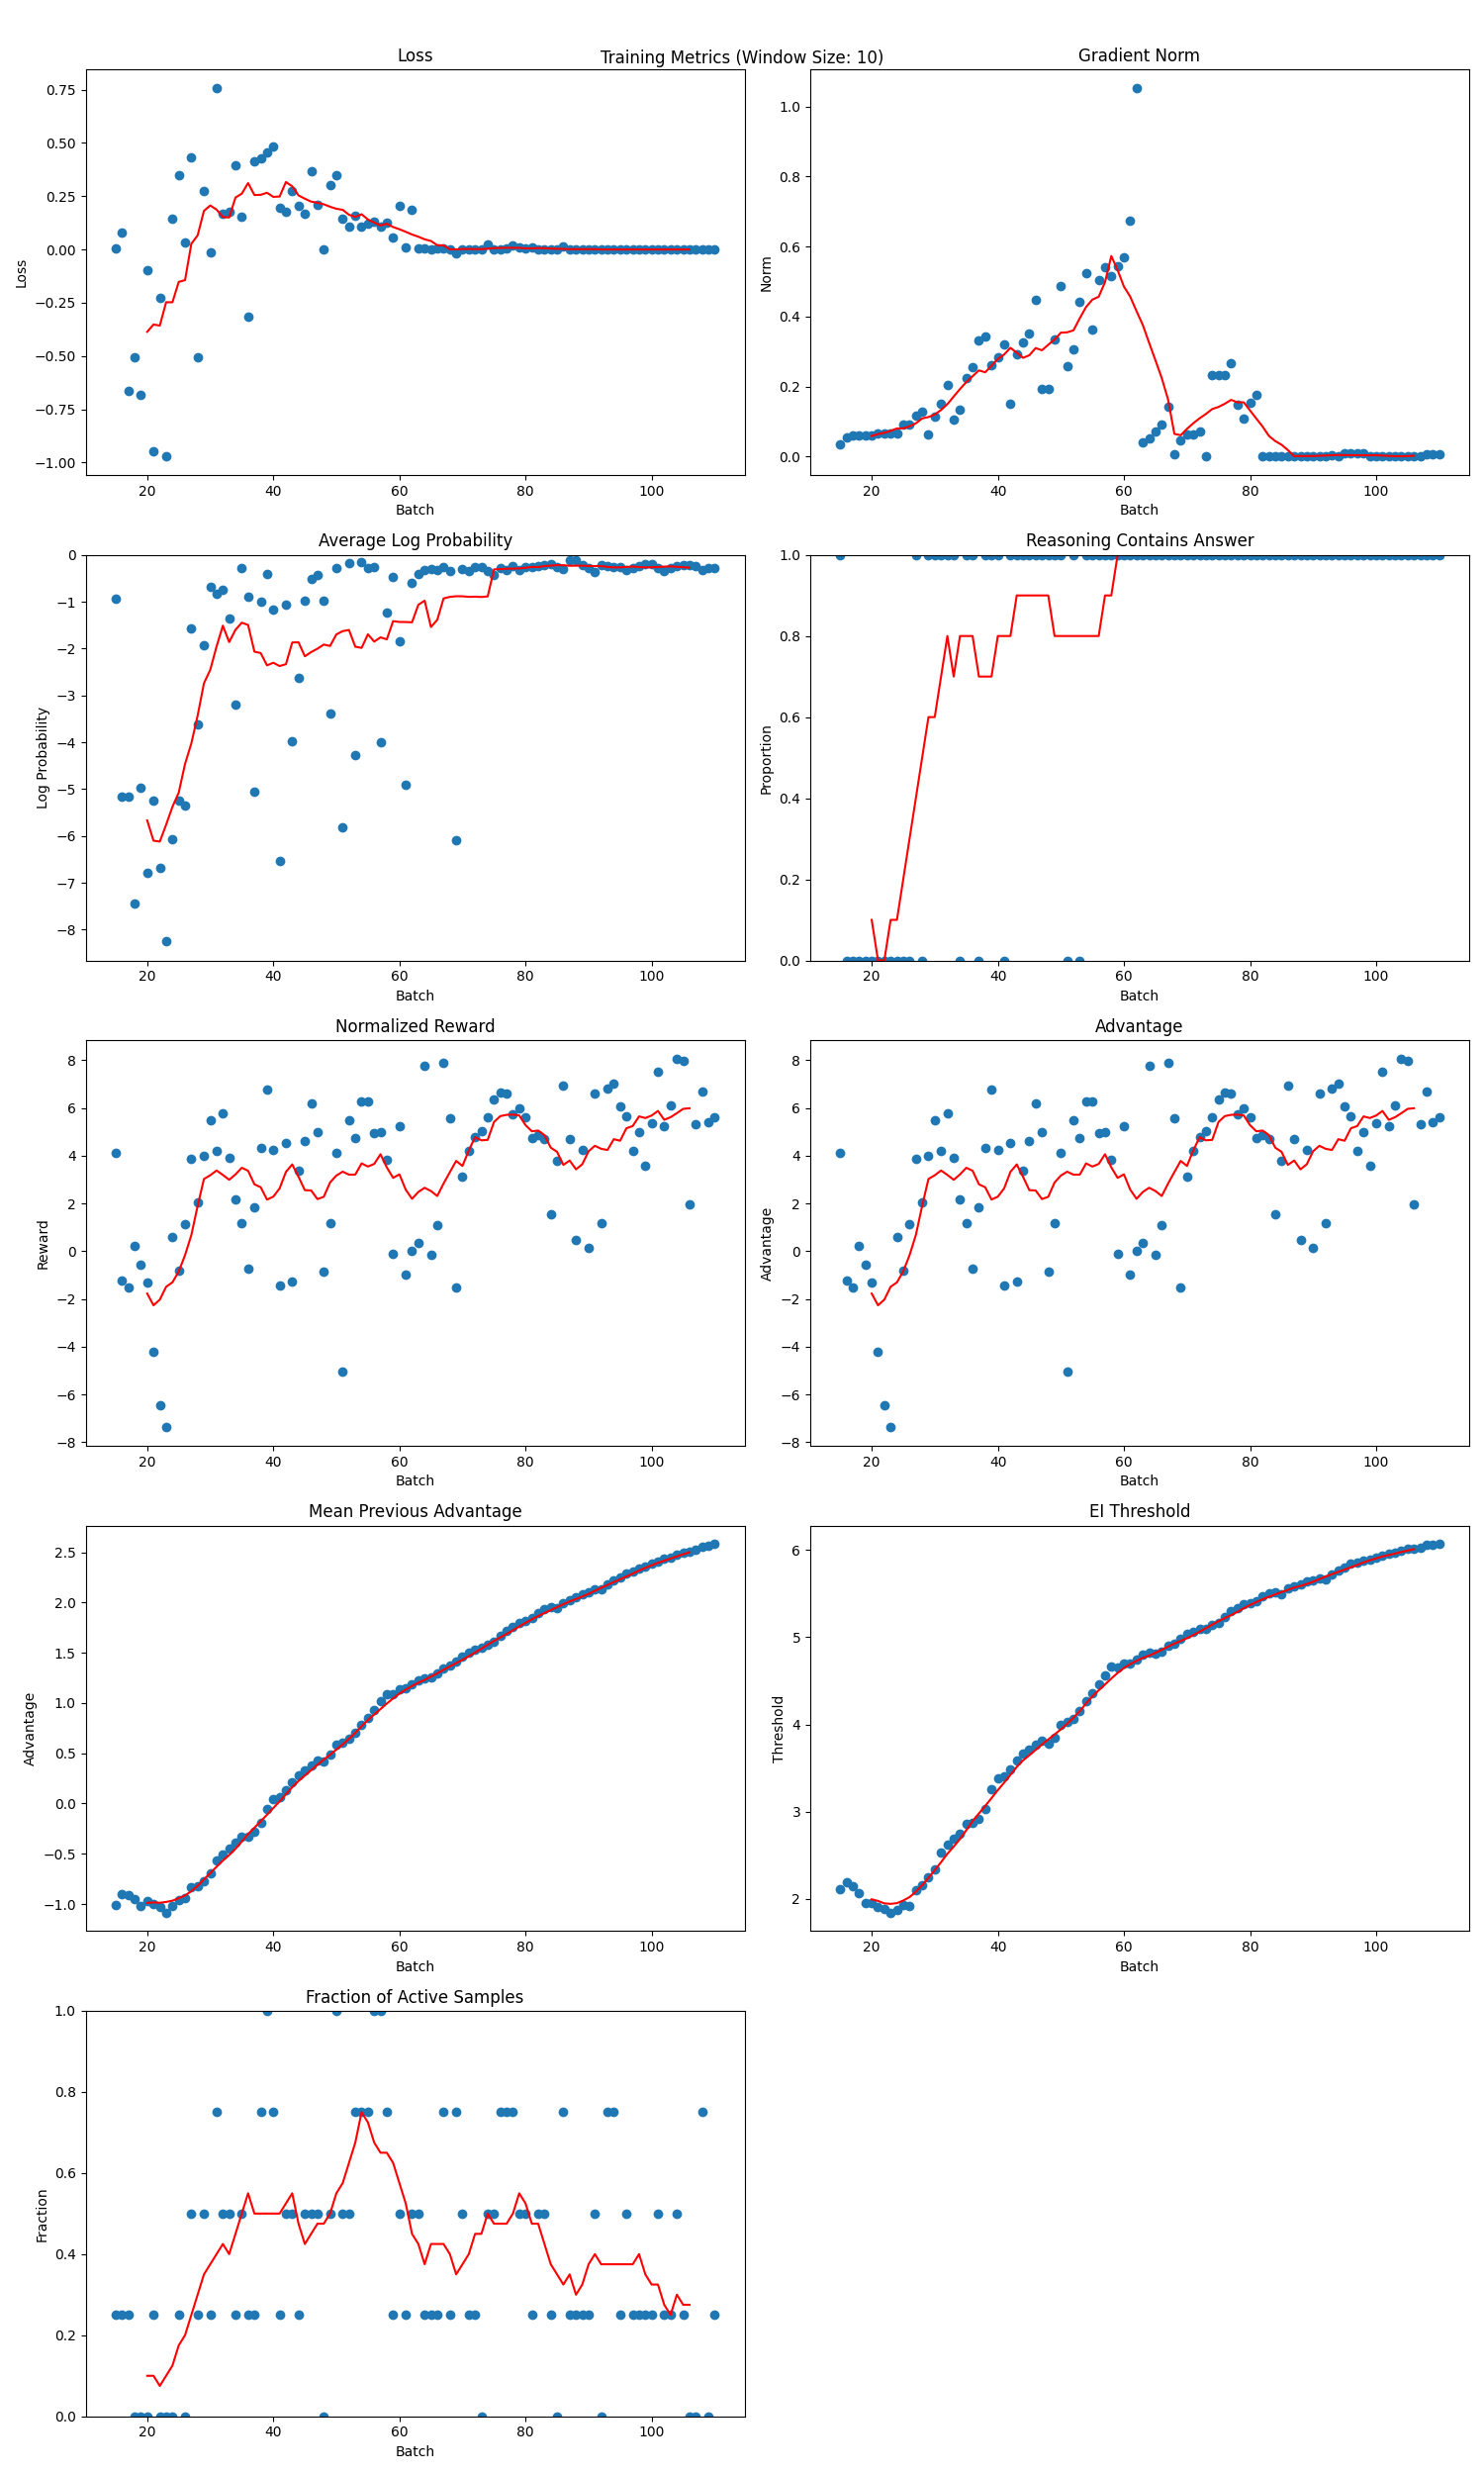 Training Metrics (Window Size: 10)
Loss
Gradient Norm
Loss
0.75
0.50
0.25
0.00
−0.25
−0.50
−0.75
−1.00
20 40 60 80 100
Batch
Norm
1.0
0.8
0.6
0.4
0.2
0.0
20 40 60 80 100
Batch
Average Log Probability
Log Probability
0
−1
−2
−3
−4
−5
−6
−7
−8
20 40 60 80 100
Batch
Reasoning Contains Answer
Proportion
1.0
0.8
0.6
0.4
0.2
0.0
20 40 60 80 100
Batch
Normalized Reward
Reward
8
6
4
2
0
−2
−4
−6
−8
20 40 60 80 100
Batch
Advantage
Advantage
8
6
4
2
0
−2
−4
−6
−8
20 40 60 80 100
Batch
Mean Previous Advantage
Advantage
2.5
2.0
1.5
1.0
0.5
0.0
−0.5
−1.0
20 40 60 80 100
Batch
EI Threshold
Threshold
6
5
4
3
2
20 40 60 80 100
Batch
Fraction of Active Samples
Fraction
1.0
0.8
0.6
0.4
0.2
0.0
20 40 60 80 100
Batch